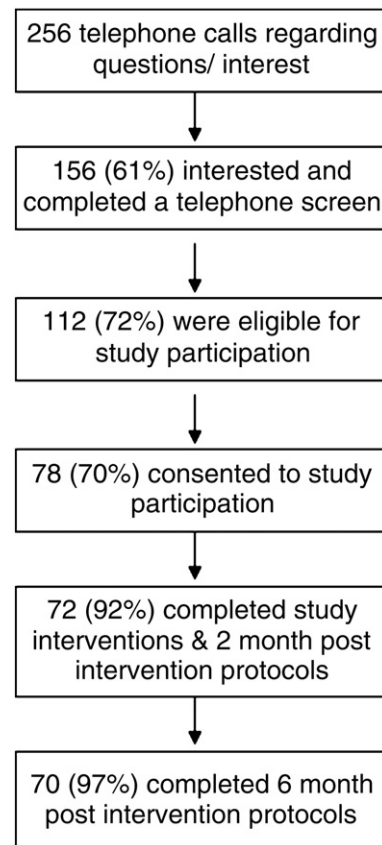 256 telephone calls regarding
questions/ interest
156 (61%) interested and
completed a telephone screen
112 (72%) were eligible for
study participation
78 (70%) consented to study
participation
72 (92%) completed study
interventions & 2 month post
intervention protocols
70 (97%) completed 6 month
post intervention protocols